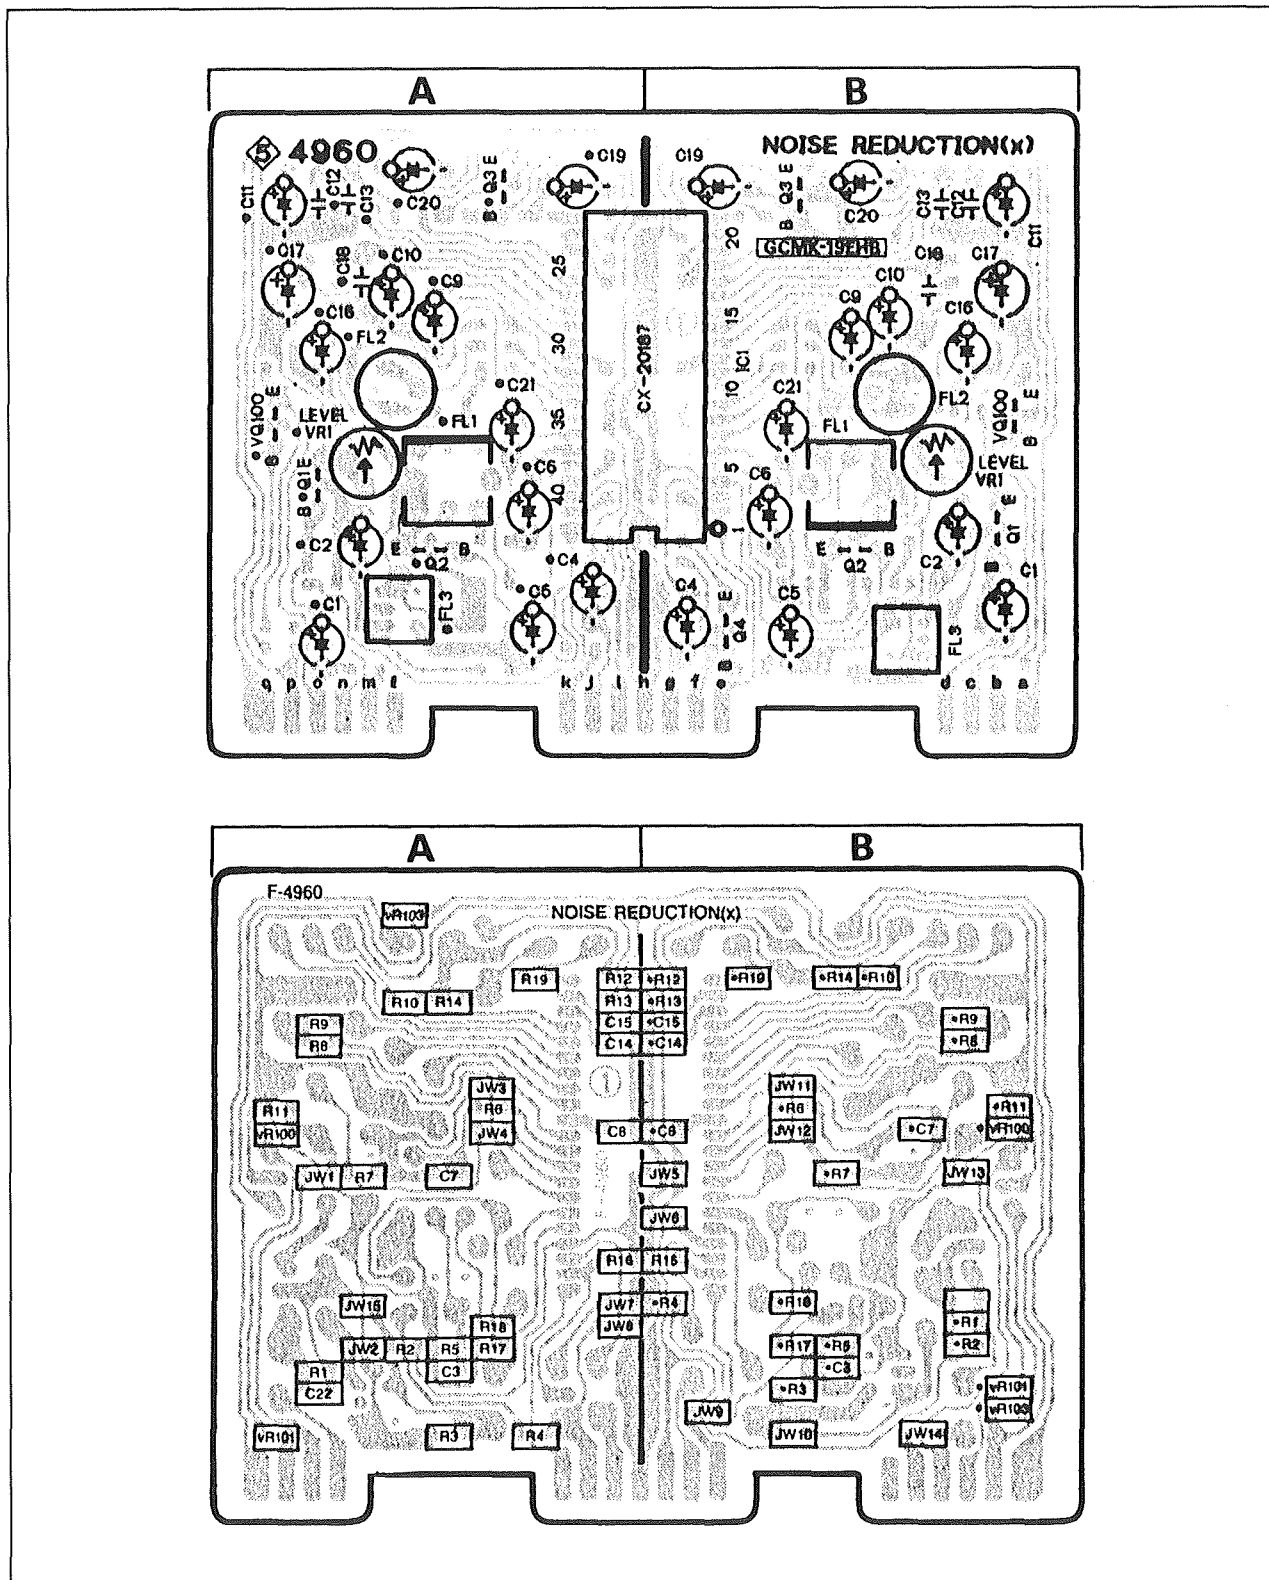 A B
5 4960
NOISE REDUCTION(x)
C11
C12
C13
C20
B Q3 E
C19
C19
B Q3 E
C20
C13
C12
C11
C17
C18
C10
C9
25
20
GCMK-19EHB
C18
C17
C10
C9
C16
C16
FL2
30
15
CX-20187
IC1
10
C21
C21
FL1
FL1
FL2
35
VQ100
B E
LEVEL
VR1
VQ100
E
B
LEVEL
VR1
B Q1 E
C6
40
5
C6
1
E
Q1
B
C2
E B
Q2
C4
E B
Q2
C2
C1
FL3
C4
E
Q4
B
C5
FL3
C1
q p o n m ℓ k j i h g f e d c b a
A B
F-4960
vR103
NOISE REDUCTION(x)
R19 R12 •R12 •R19 •R14 •R10
R10 R14 R13 •R13
R9 C15 •C15 •R9
R8 C14 •C14 •R8
JW3 JW11
R11 R6 •R6 •R11
vR100 JW4 C8 •C8 JW12 •C7 •vR100
JW1 R7 C7 JW5 •R7 JW13
JW6
R16 R15
JW15 JW7 •R4
R18 JW8 •R1
JW2 R2 R5 R17 •R17 •R5 •R2
R1 C3 •C3
C22 •R3 •vR101
JW9 •vR103
vR101 R3 R4 JW10 JW14